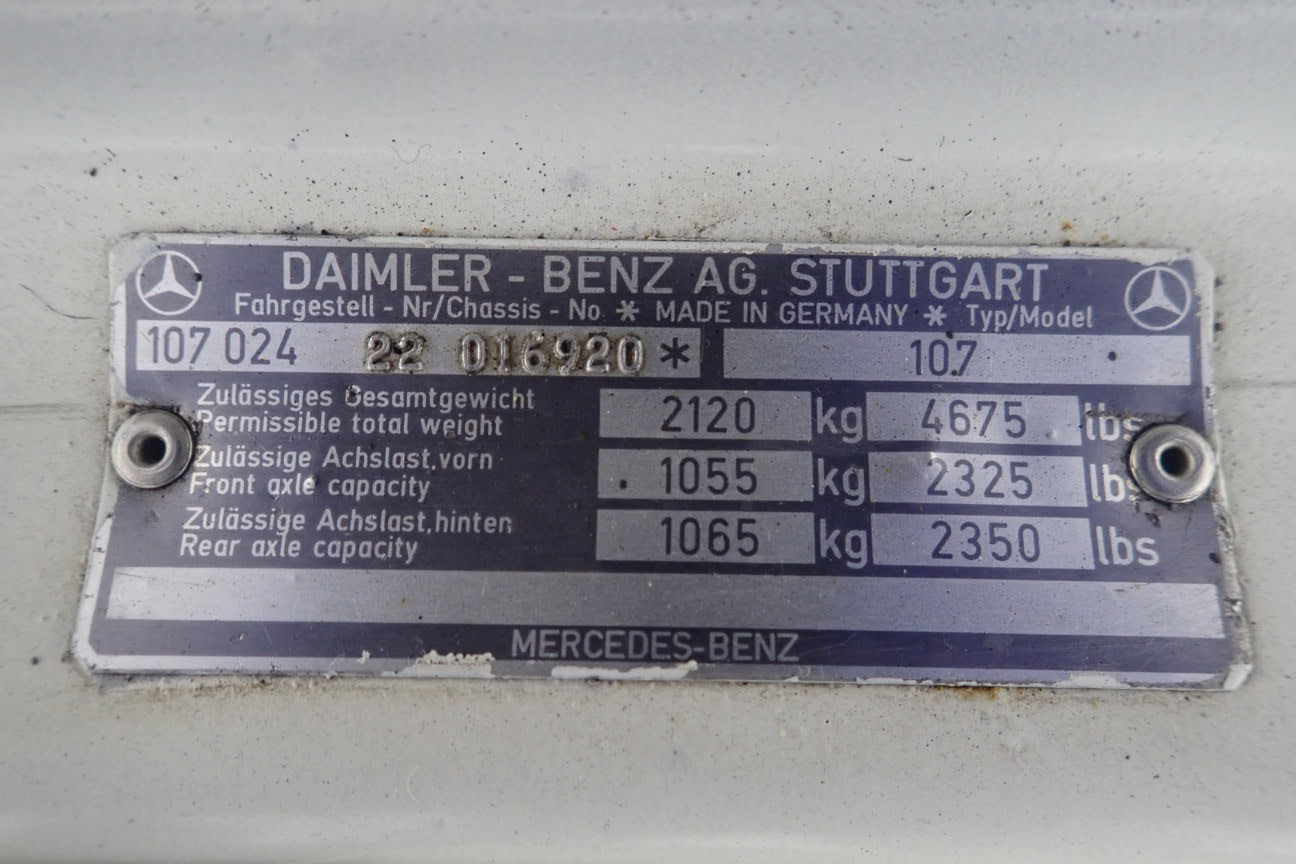 DAIMLER - BENZ AG. STUTTGART
Fahrgestell - Nr/Chassis - No * MADE IN GERMANY * Typ/Model
107 024 22 016920 * 107
Zulässiges Gesamtgewicht
Permissible total weight 2120 kg 4675 lbs
Zulässige Achslast,vorn
Front axle capacity 1055 kg 2325 lbs
Zulässige Achslast,hinten
Rear axle capacity 1065 kg 2350 lbs
MERCEDES-BENZ